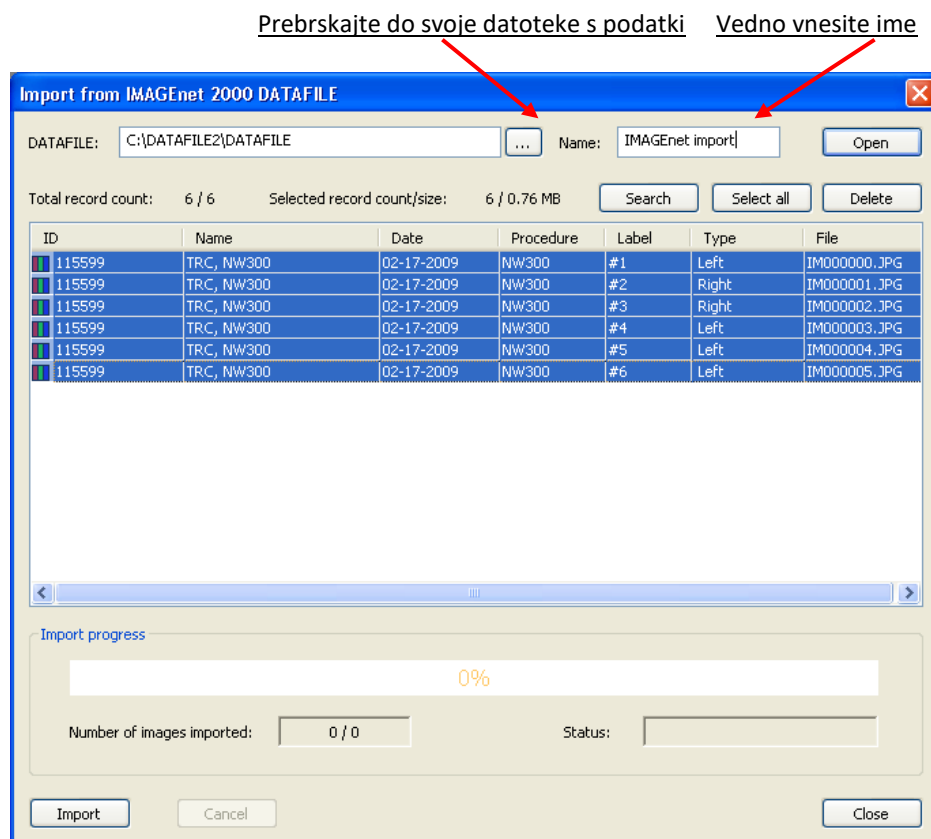 Prebrskajte do svoje datoteke s podatki Vedno vnesite ime
Import from IMAGEnet 2000 DATAFILE
DATAFILE: C:\DATAFILE2\DATAFILE ... Name: IMAGEnet import Open
Total record count: 6 / 6 Selected record count/size: 6 / 0.76 MB Search Select all Delete
ID Name Date Procedure Label Type File
115599 TRC, NW300 02-17-2009 NW300 #1 Left IM000000.JPG
115599 TRC, NW300 02-17-2009 NW300 #2 Right IM000001.JPG
115599 TRC, NW300 02-17-2009 NW300 #3 Right IM000002.JPG
115599 TRC, NW300 02-17-2009 NW300 #4 Left IM000003.JPG
115599 TRC, NW300 02-17-2009 NW300 #5 Left IM000004.JPG
115599 TRC, NW300 02-17-2009 NW300 #6 Left IM000005.JPG
Import progress
0%
Number of images imported: 0 / 0 Status:
Import Cancel Close